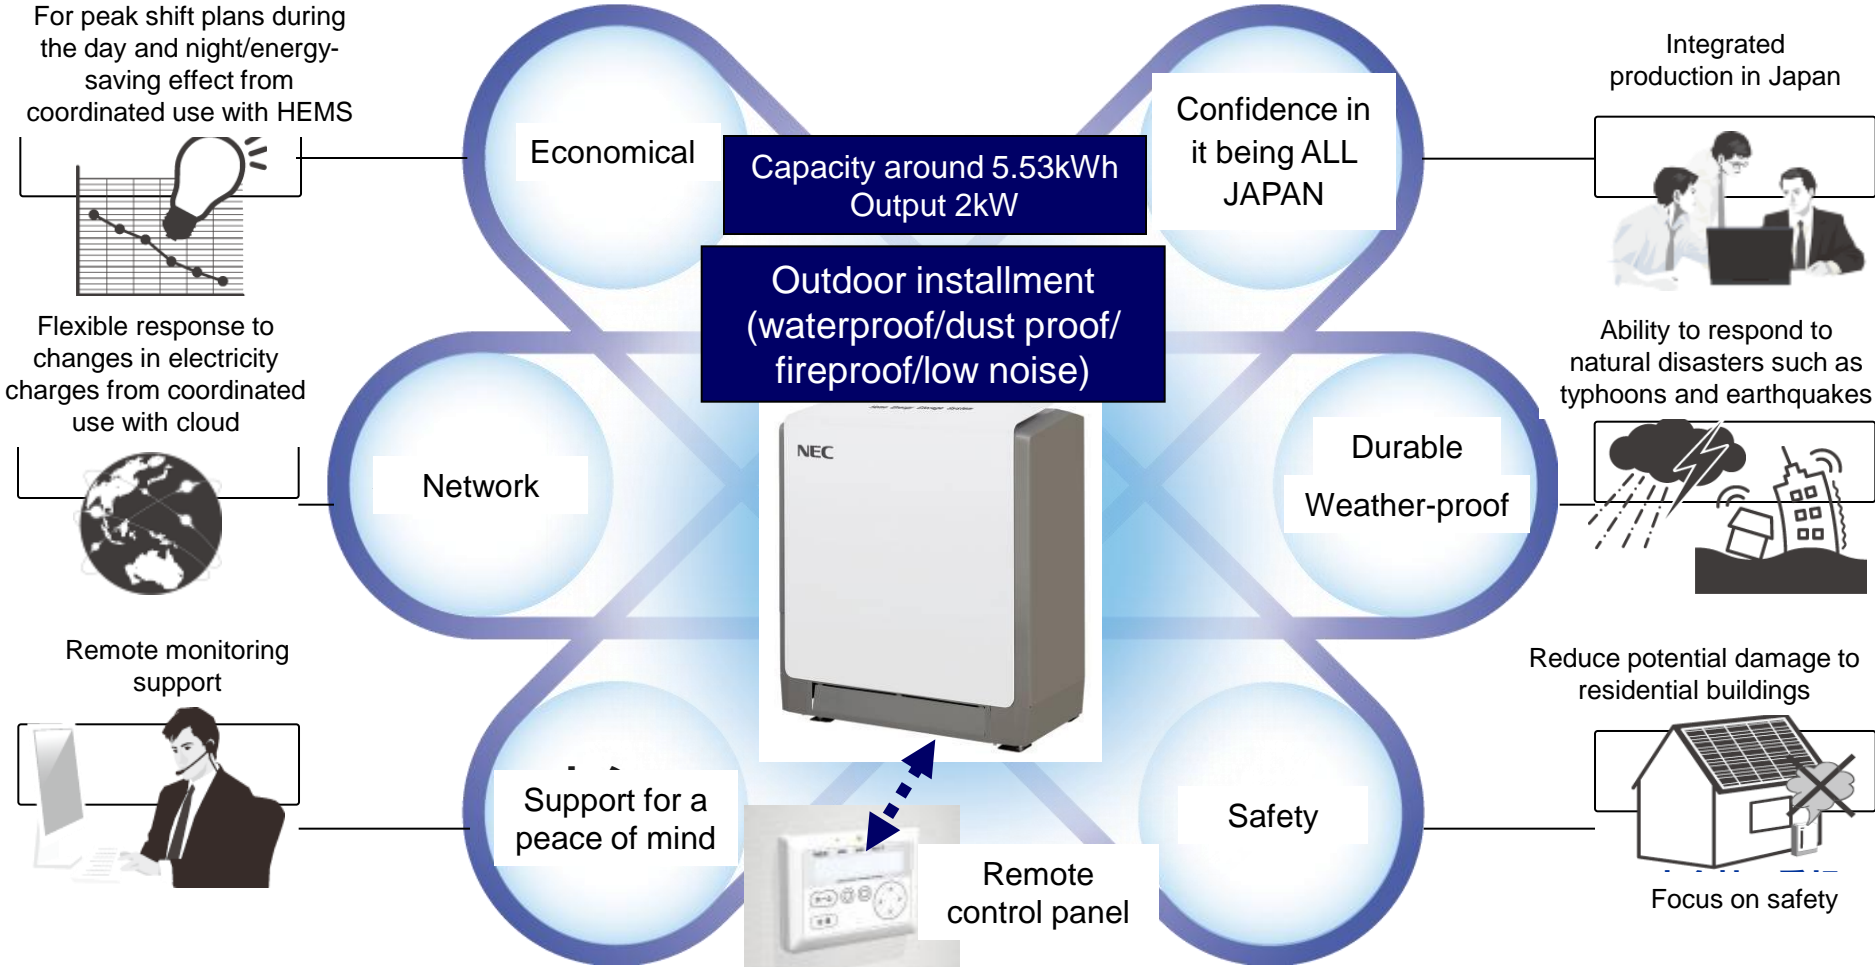 For peak shift plans during
the day and night/energy-
saving effect from
coordinated use with HEMS
Economical
Capacity around 5.53kWh
Output 2kW
Confidence in
it being ALL
JAPAN
Integrated
production in Japan
Outdoor installment
(waterproof/dust proof/
fireproof/low noise)
Flexible response to
changes in electricity
charges from coordinated
use with cloud
Network
NEC
Durable
Weather-proof
Ability to respond to
natural disasters such as
typhoons and earthquakes
Remote monitoring
support
Support for a
peace of mind
Remote
control panel
Safety
Reduce potential damage to
residential buildings
Focus on safety